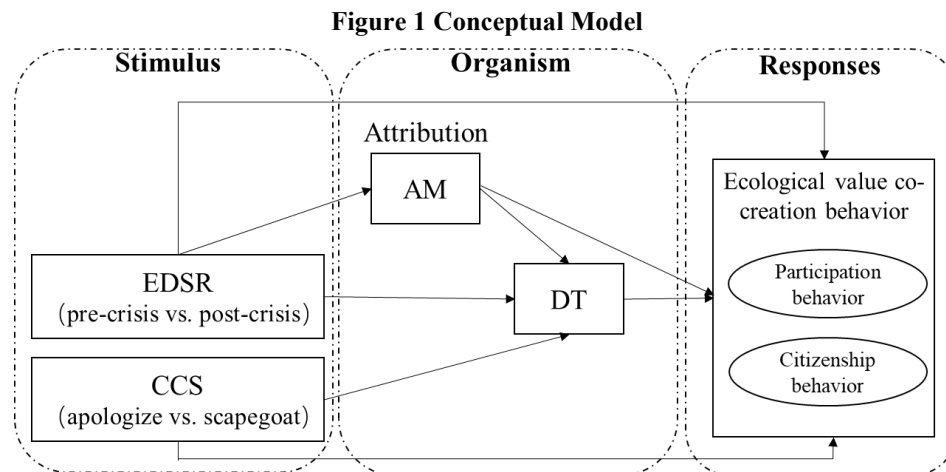 Figure 1 Conceptual Model
Stimulus
Organism
Responses
Attribution
AM
Ecological value co-
creation behavior
EDSR
(pre-crisis vs. post-crisis)
DT
Participation
behavior
CCS
(apologize vs. scapegoat)
Citizenship
behavior